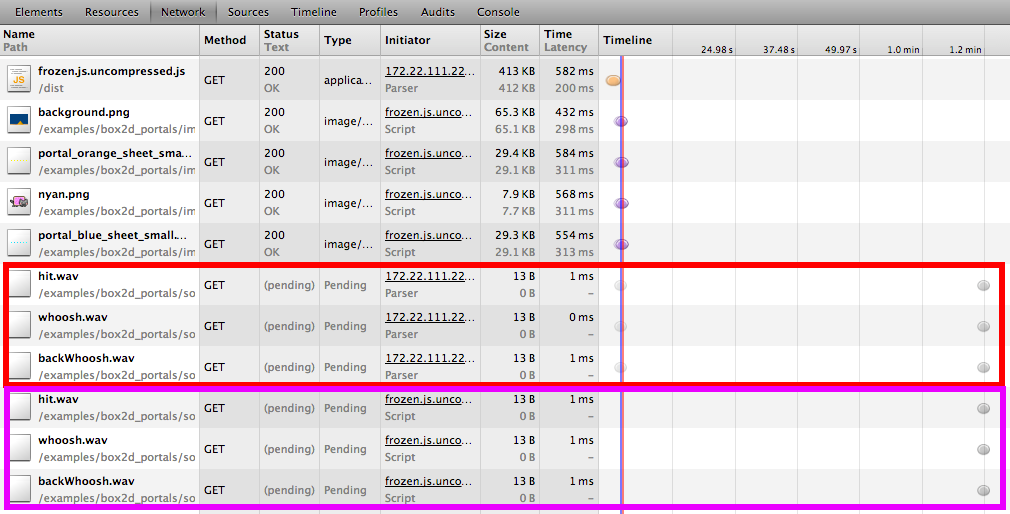 Elements Resources Network Sources Timeline Profiles Audits Console
Name Method Status Type Initiator Size Time Timeline
Path Text Content Latency 24.98 s 37.48 s 49.97 s 1.0 min 1.2 min
frozen.js.uncompressed.js GET 200 applica... 172.22.111.22... 413 KB 582 ms
JS /dist OK Parser 412 KB 200 ms
background.png GET 200 image/... frozen.js.unco... 65.3 KB 432 ms
/examples/box2d_portals/im OK Script 65.1 KB 298 ms
portal_orange_sheet_sma... GET 200 image/... frozen.js.unco... 29.4 KB 584 ms
/examples/box2d_portals/im OK Script 29.1 KB 311 ms
nyan.png GET 200 image/... frozen.js.unco... 7.9 KB 568 ms
/examples/box2d_portals/im OK Script 7.7 KB 311 ms
portal_blue_sheet_small.... GET 200 image/... frozen.js.unco... 29.3 KB 554 ms
/examples/box2d_portals/im OK Script 29.1 KB 313 ms
hit.wav GET (pending) Pending 172.22.111.22... 13 B 1 ms
/examples/box2d_portals/so Parser 0 B –
whoosh.wav GET (pending) Pending 172.22.111.22... 13 B 0 ms
/examples/box2d_portals/so Parser 0 B –
backWhoosh.wav GET (pending) Pending 172.22.111.22... 13 B 1 ms
/examples/box2d_portals/so Parser 0 B –
hit.wav GET (pending) Pending frozen.js.unco... 13 B 1 ms
/examples/box2d_portals/so Script 0 B –
whoosh.wav GET (pending) Pending frozen.js.unco... 13 B 1 ms
/examples/box2d_portals/so Script 0 B –
backWhoosh.wav GET (pending) Pending frozen.js.unco... 13 B 1 ms
/examples/box2d_portals/so Script 0 B –